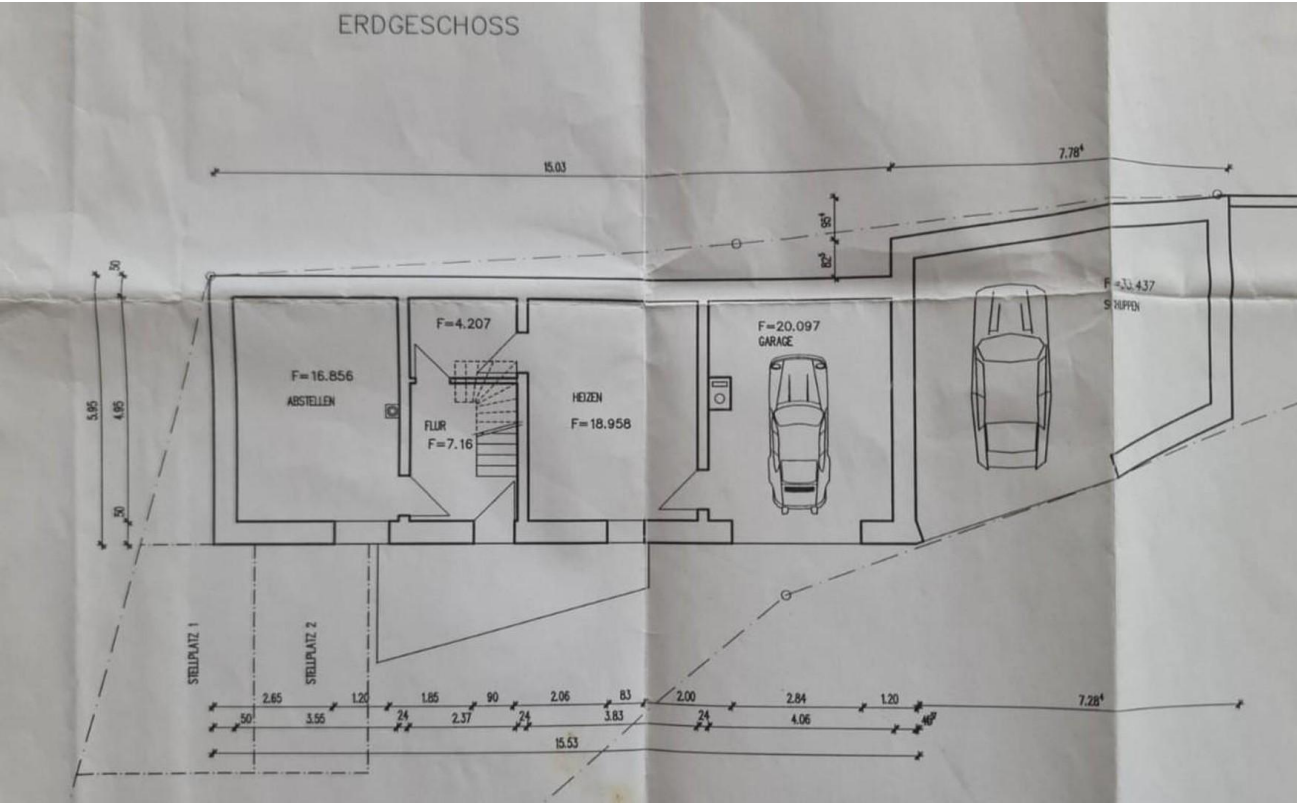 ERDGESCHOSS
15.03
7.78⁴
95⁴
82⁵
50
5.95
4.95
50
F=4.207
F=16.856
ABSTELLEN
FLUR
F=7.16
HEIZEN
F=18.958
F=20.097
GARAGE
SCHUPPEN
STELLPLATZ 1
STELLPLATZ 2
2.65
1.20
1.85
90
2.06
83
2.00
2.84
1.20
7.28⁴
50
3.55
24
2.37
24
3.83
24
4.06
15.53